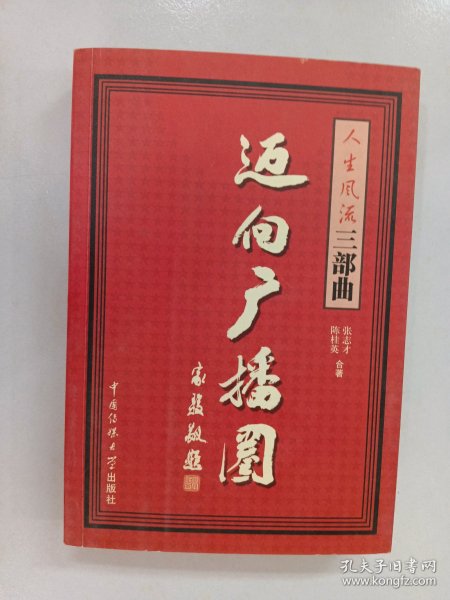 人生风流三部曲
张志才
陈桂英
合著
迈向广播圈
敬题
中国传媒大学出版社
孔夫子旧书网
www.kongfz.com